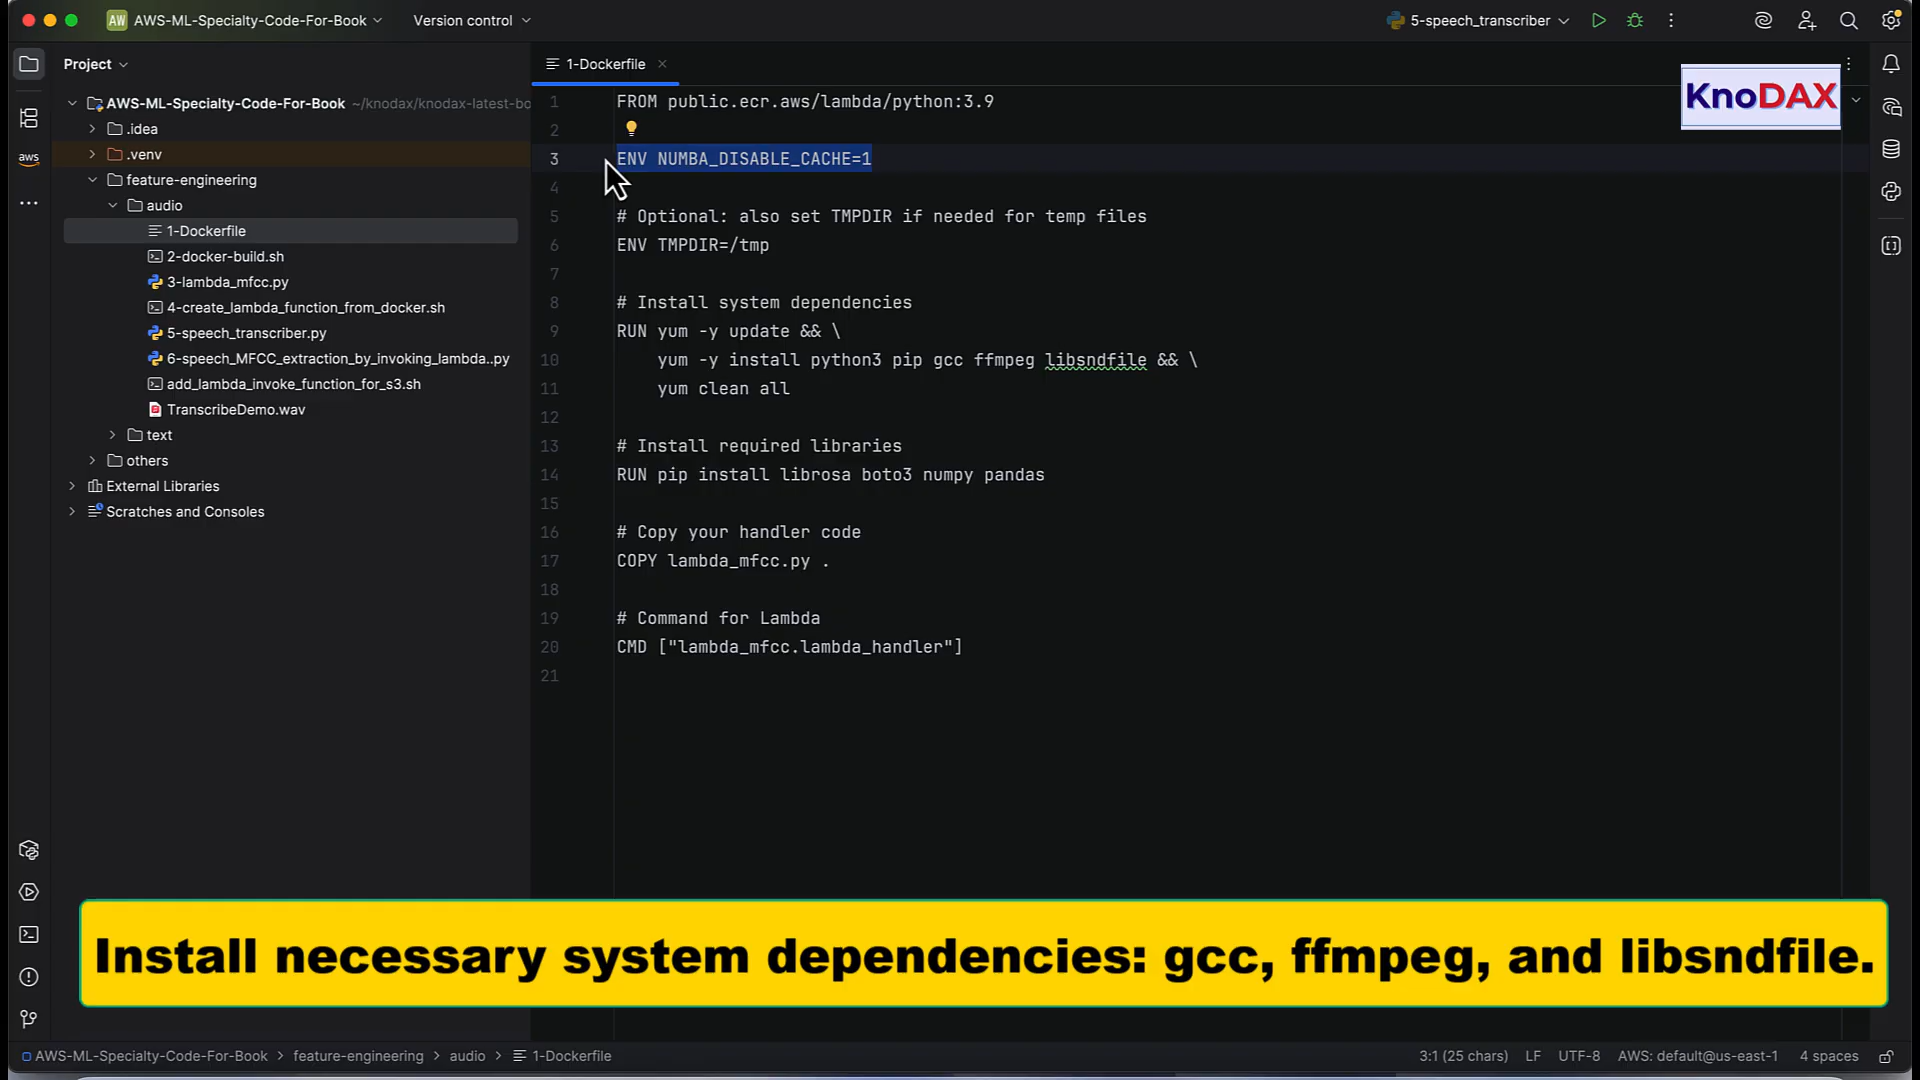 AW AWS-ML-Specialty-Code-For-Book Version control 5-speech_transcriber
Project
1-Dockerfile
KnoDAX
aws
AWS-ML-Specialty-Code-For-Book ~/knodax/knodax-latest-bo
.idea
.venv
feature-engineering
audio
1-Dockerfile
2-docker-build.sh
3-lambda_mfcc.py
4-create_lambda_function_from_docker.sh
5-speech_transcriber.py
6-speech_MFCC_extraction_by_invoking_lambda..py
add_lambda_invoke_function_for_s3.sh
TranscribeDemo.wav
text
others
External Libraries
Scratches and Consoles
1 FROM public.ecr.aws/lambda/python:3.9
2
3 ENV NUMBA_DISABLE_CACHE=1
4
5 # Optional: also set TMPDIR if needed for temp files
6 ENV TMPDIR=/tmp
7
8 # Install system dependencies
9 RUN yum -y update && \
10 yum -y install python3 pip gcc ffmpeg libsndfile && \
11 yum clean all
12
13 # Install required libraries
14 RUN pip install librosa boto3 numpy pandas
15
16 # Copy your handler code
17 COPY lambda_mfcc.py .
18
19 # Command for Lambda
20 CMD ["lambda_mfcc.lambda_handler"]
21
Install necessary system dependencies: gcc, ffmpeg, and libsndfile.
AWS-ML-Specialty-Code-For-Book > feature-engineering > audio > 1-Dockerfile 3:1 (25 chars) LF UTF-8 AWS: default@us-east-1 4 spaces